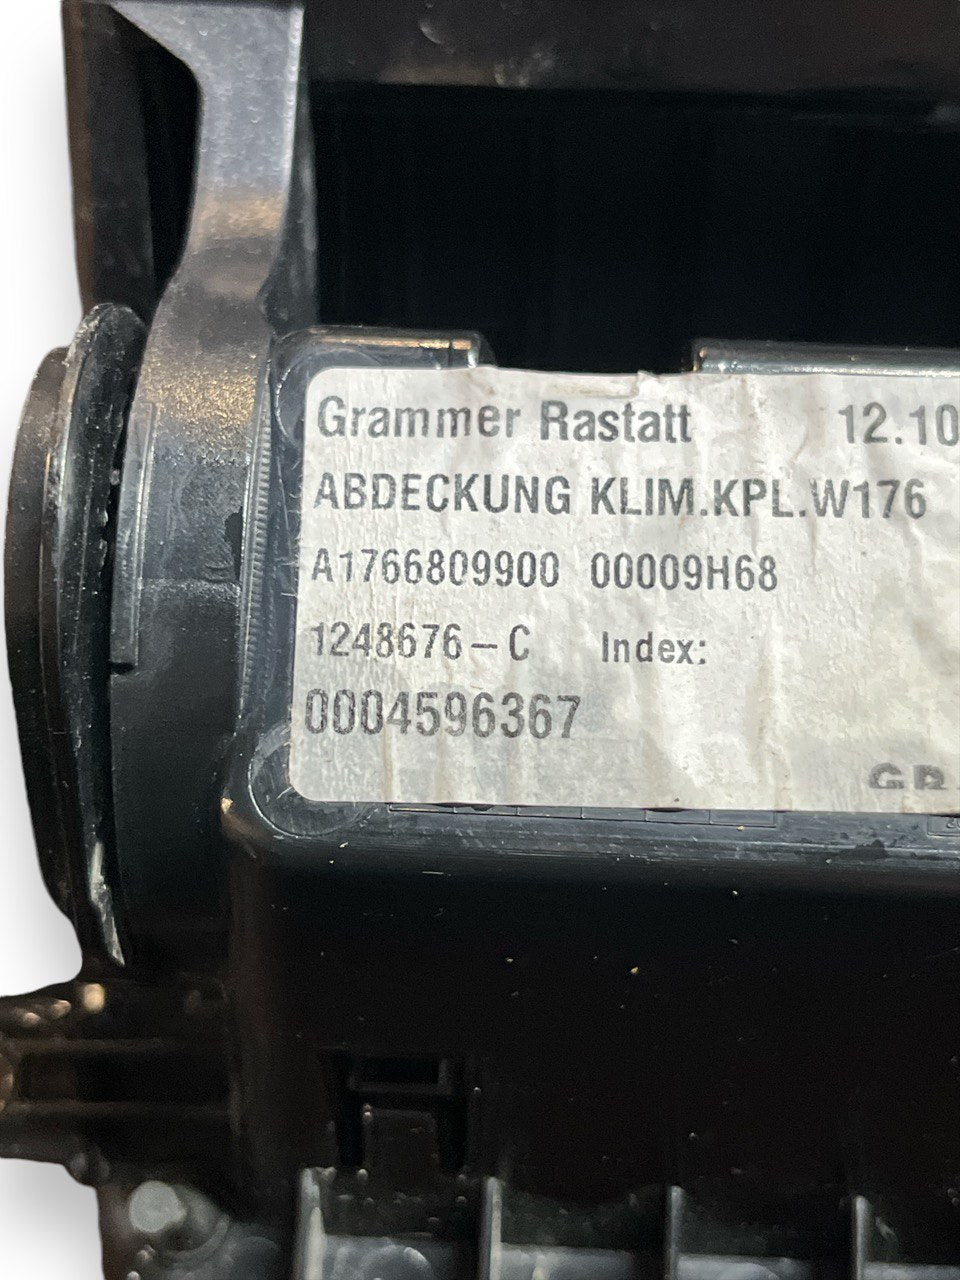 Grammer Rastatt 12.10
ABDECKUNG KLIM.KPL.W176
A1766809900 00009H68
1248676-C Index:
0004596367